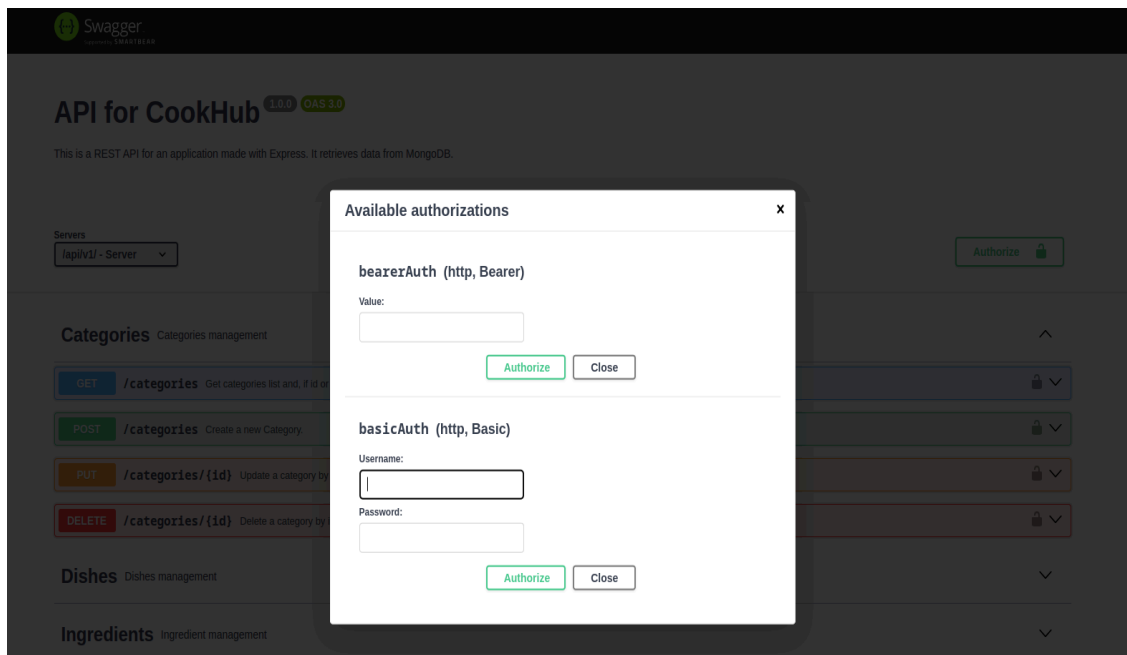 Swagger
Supported by SMARTBEAR
API for CookHub 1.0.0 OAS 3.0
This is a REST API for an application made with Express. It retrieves data from MongoDB.
Available authorizations x
Servers
/api/v1/ - Server
Authorize
bearerAuth (http, Bearer)
Value:
Authorize Close
Categories Categories management
GET /categories Get categories list and, if id or
POST /categories Create a new Category.
PUT /categories/{id} Update a category by
DELETE /categories/{id} Delete a category by
basicAuth (http, Basic)
Username:
Password:
Authorize Close
Dishes Dishes management
Ingredients Ingredient management